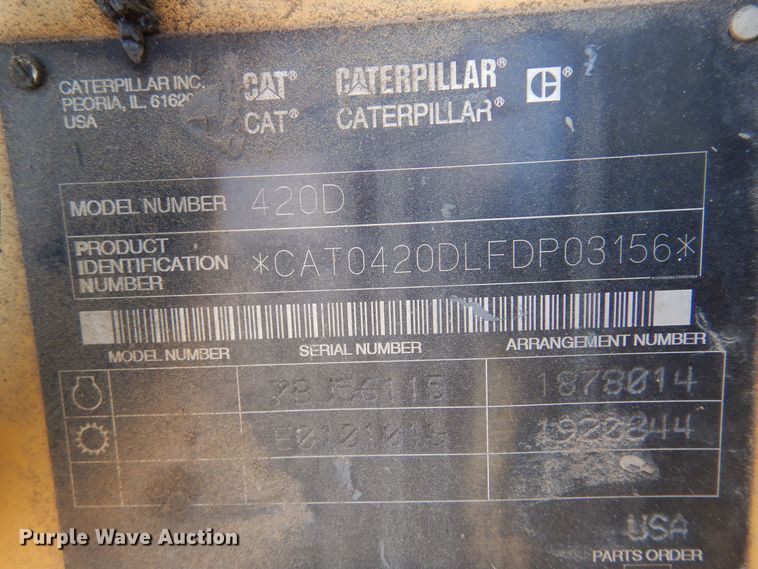 CATERPILLAR INC.
PEORIA, IL. 61629
USA
CAT® CATERPILLAR® ®
CAT® CATERPILLAR®
MODEL NUMBER 420D
PRODUCT IDENTIFICATION NUMBER *CAT0420DLFDP03156*
MODEL NUMBER SERIAL NUMBER ARRANGEMENT NUMBER
1878014
USA
PARTS ORDER
Purple Wave Auction